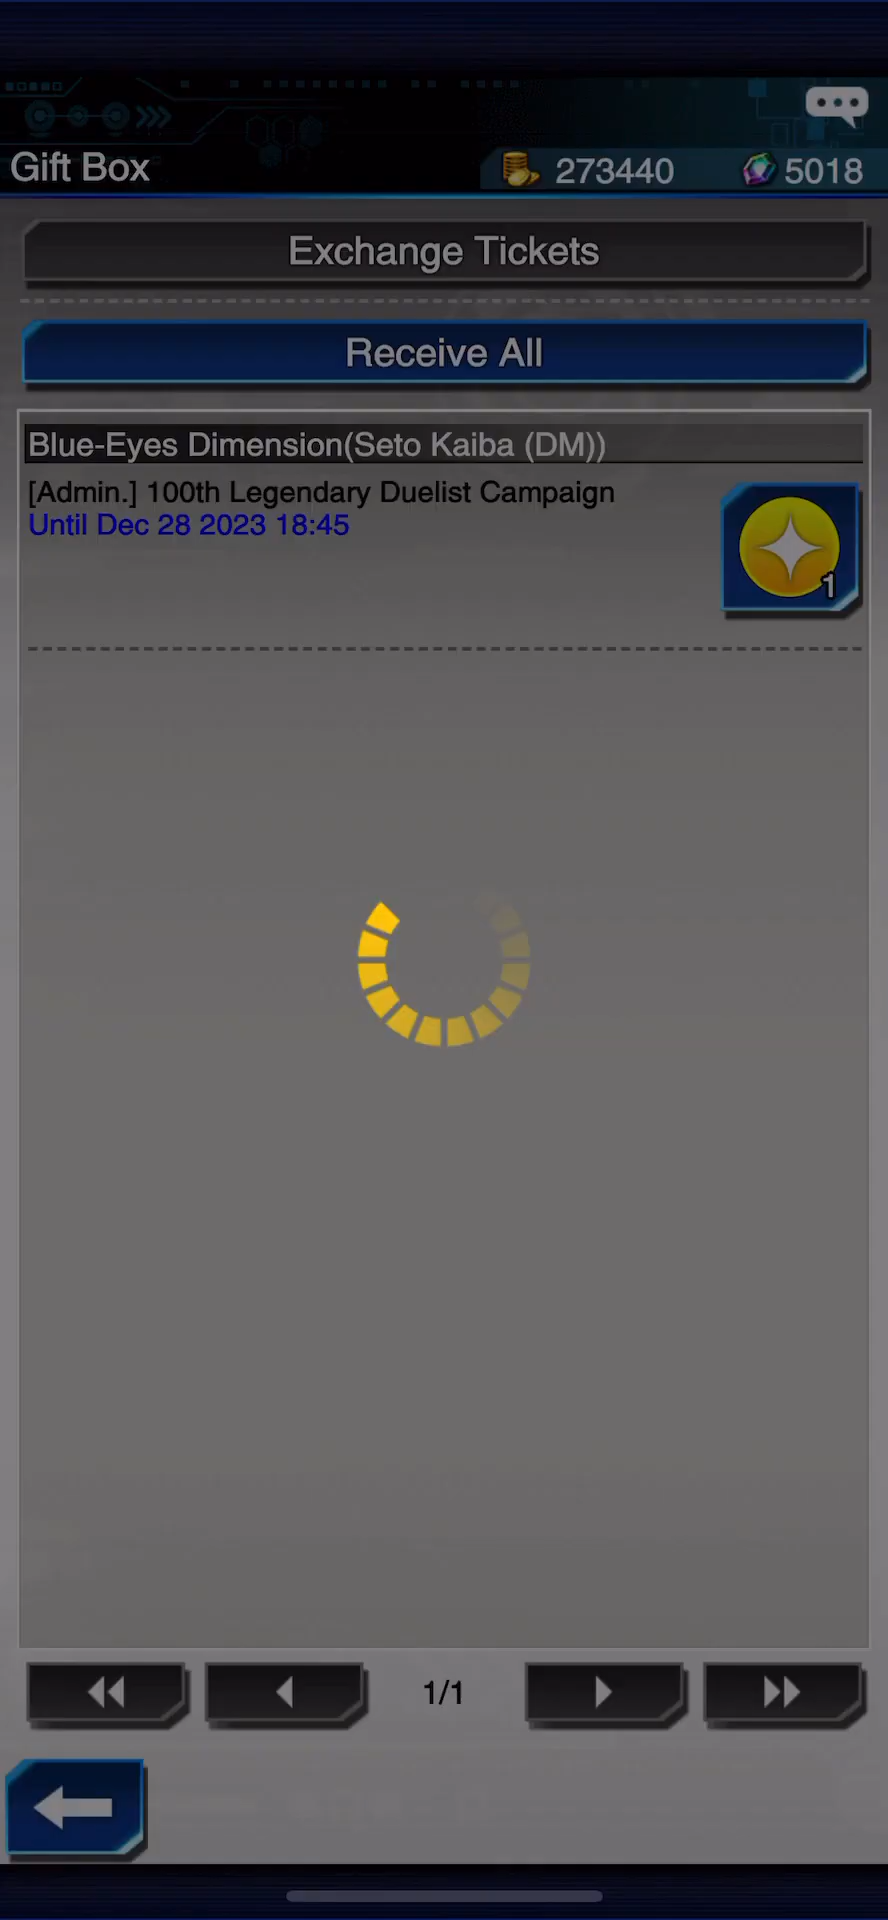 Gift Box
273440
5018
Exchange Tickets
Receive All
Blue-Eyes Dimension(Seto Kaiba (DM))
[Admin.] 100th Legendary Duelist Campaign
Until Dec 28 2023 18:45
1
1/1